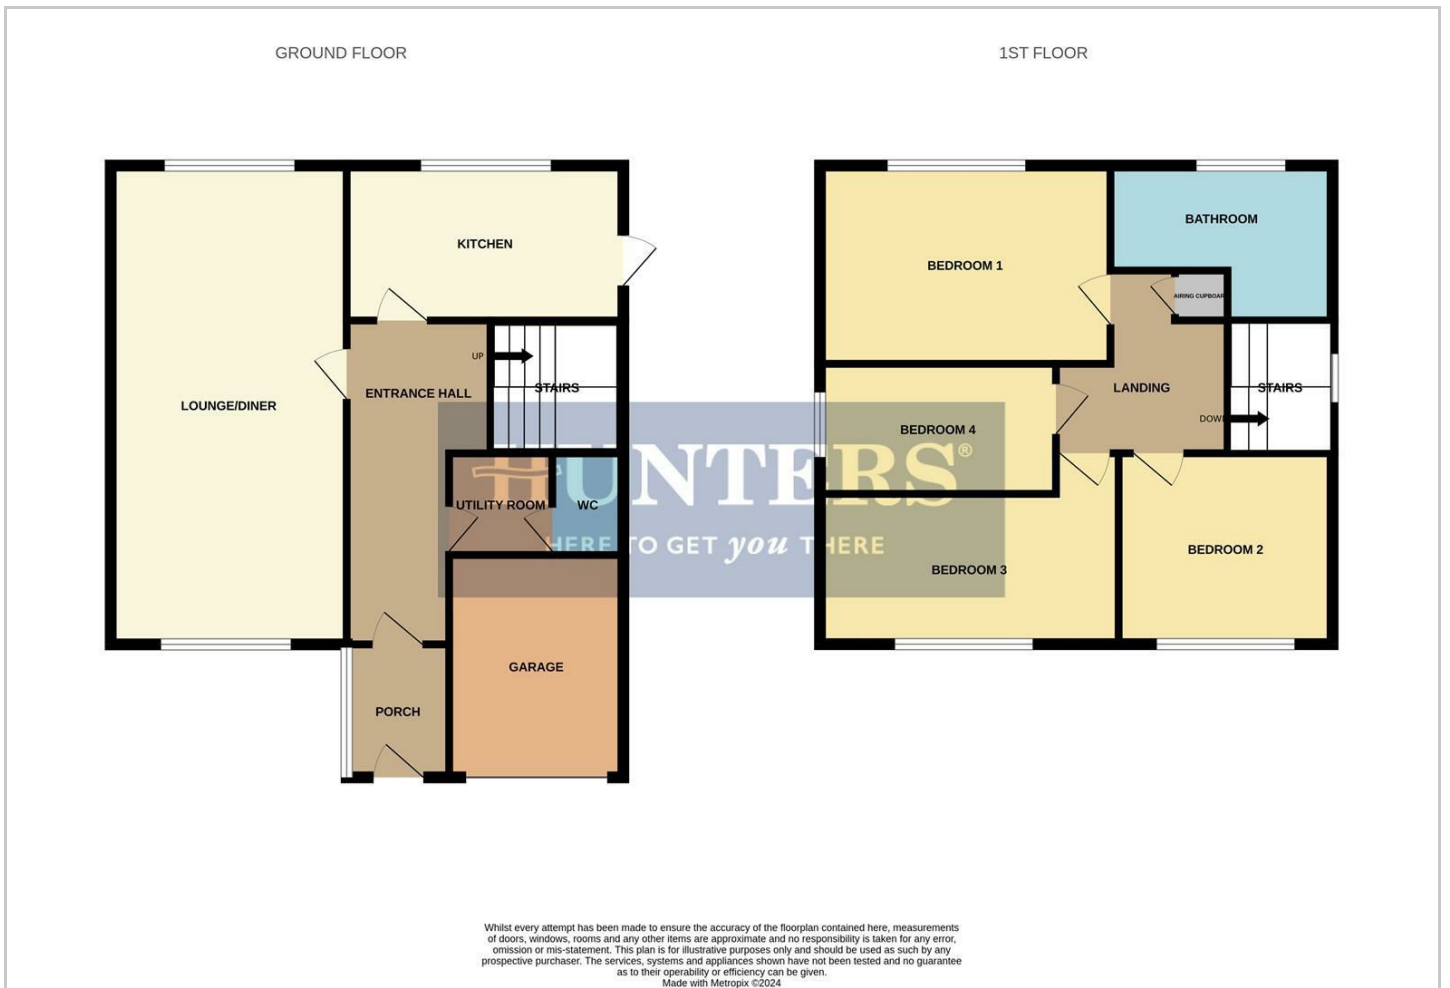 GROUND FLOOR
1ST FLOOR
KITCHEN
LOUNGE/DINER
ENTRANCE HALL
UP
STAIRS
UTILITY ROOM
WC
GARAGE
PORCH
BEDROOM 1
BATHROOM
AIRING CUPBOAR
LANDING
STAIRS
DOWN
BEDROOM 4
BEDROOM 3
BEDROOM 2
HUNTERS®
HERE TO GET you THERE
Whilst every attempt has been made to ensure the accuracy of the floorplan contained here, measurements
of doors, windows, rooms and any other items are approximate and no responsibility is taken for any error,
omission or mis-statement. This plan is for illustrative purposes only and should be used as such by any
prospective purchaser. The services, systems and appliances shown have not been tested and no guarantee
as to their operability or efficiency can be given.
Made with Metropix ©2024